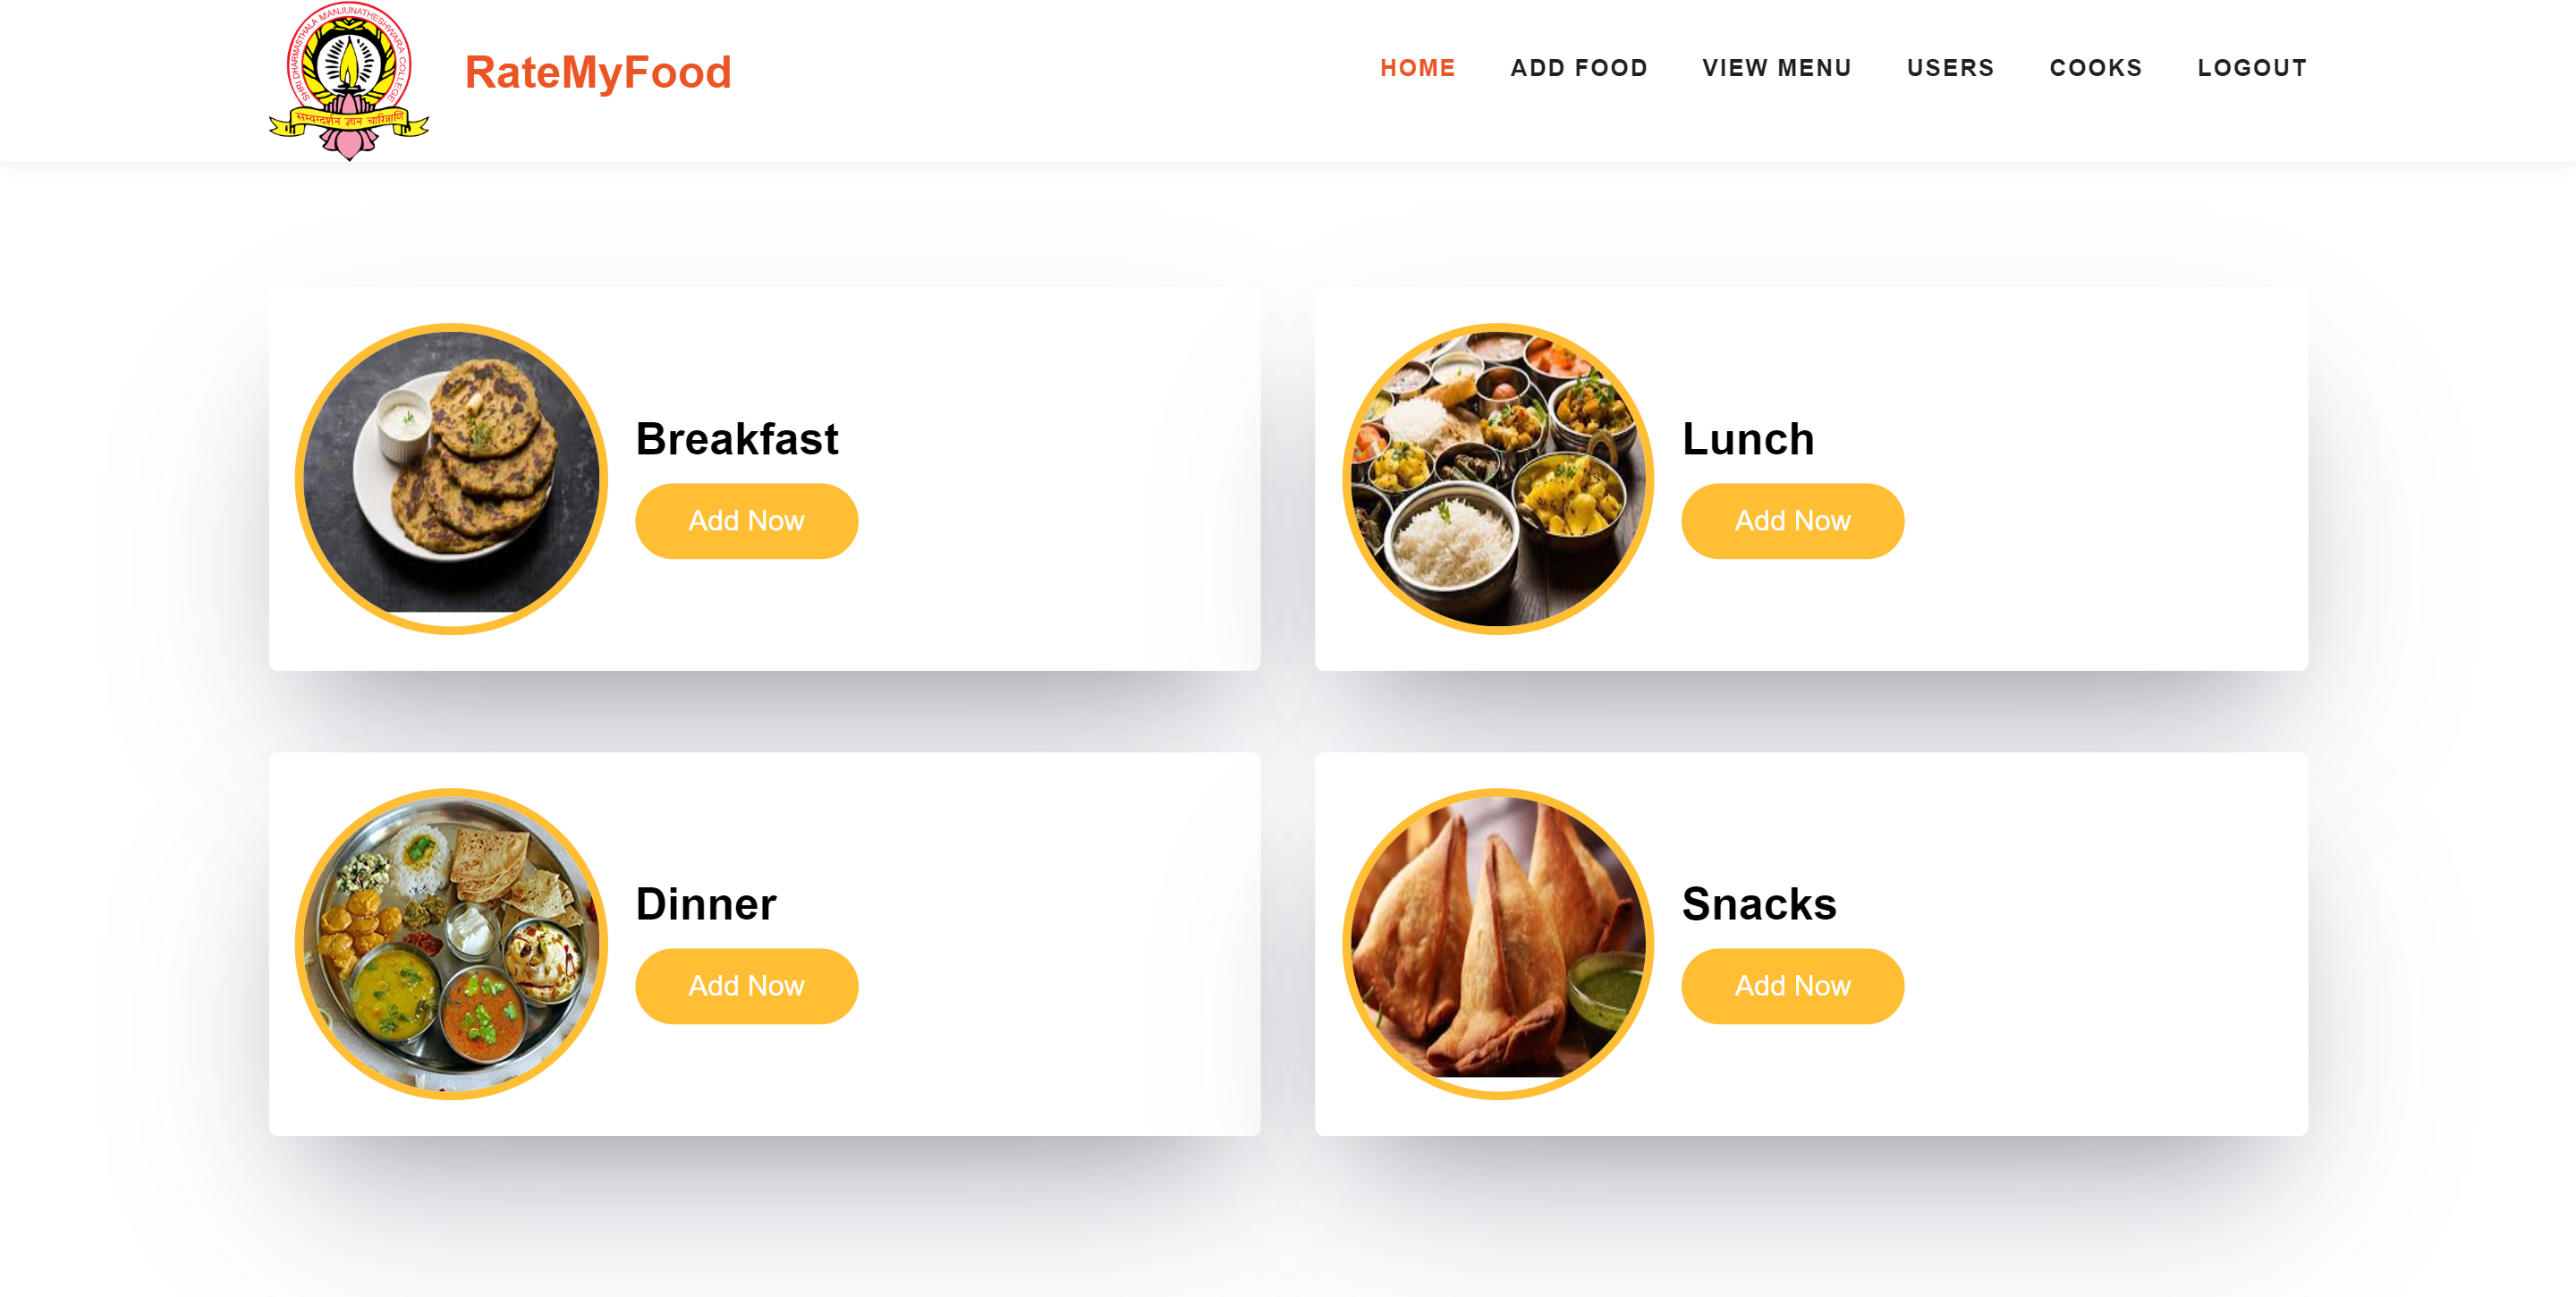 SHRI DHARMASTHALA MANJUNATHESHWARA COLLEGE
सम्यग्दर्शन ज्ञान चारित्राणि
RateMyFood
HOME ADD FOOD VIEW MENU USERS COOKS LOGOUT
Breakfast
Add Now
Lunch
Add Now
Dinner
Add Now
Snacks
Add Now